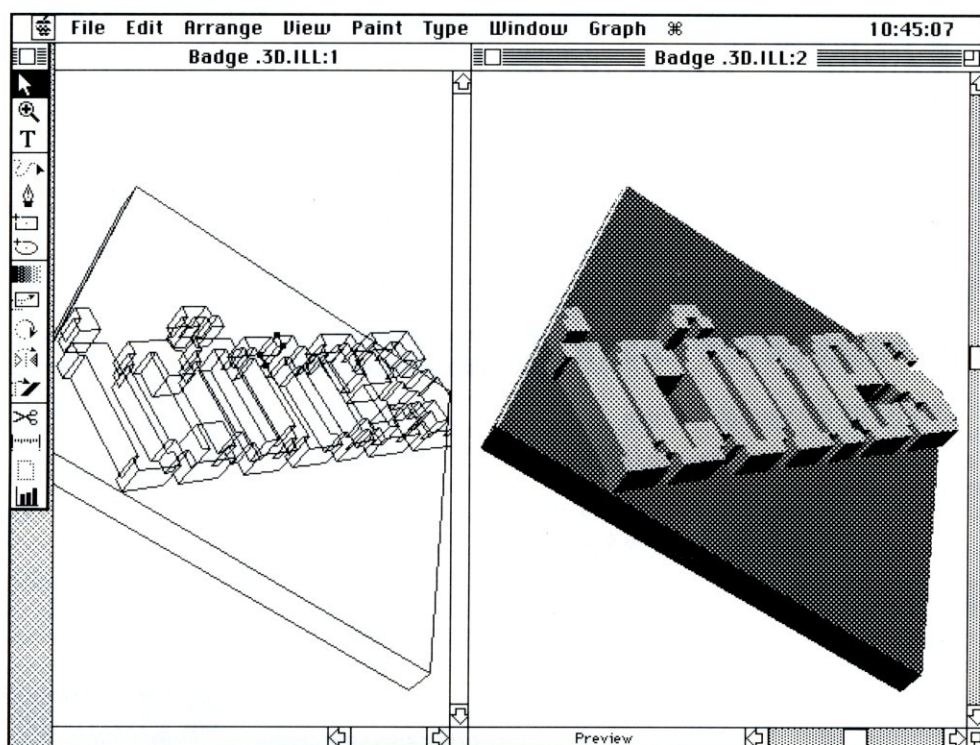 File Edit Arrange View Paint Type Window Graph ⌘ 10:45:07
Badge .3D.ILL:1
Badge .3D.ILL:2
T
Preview